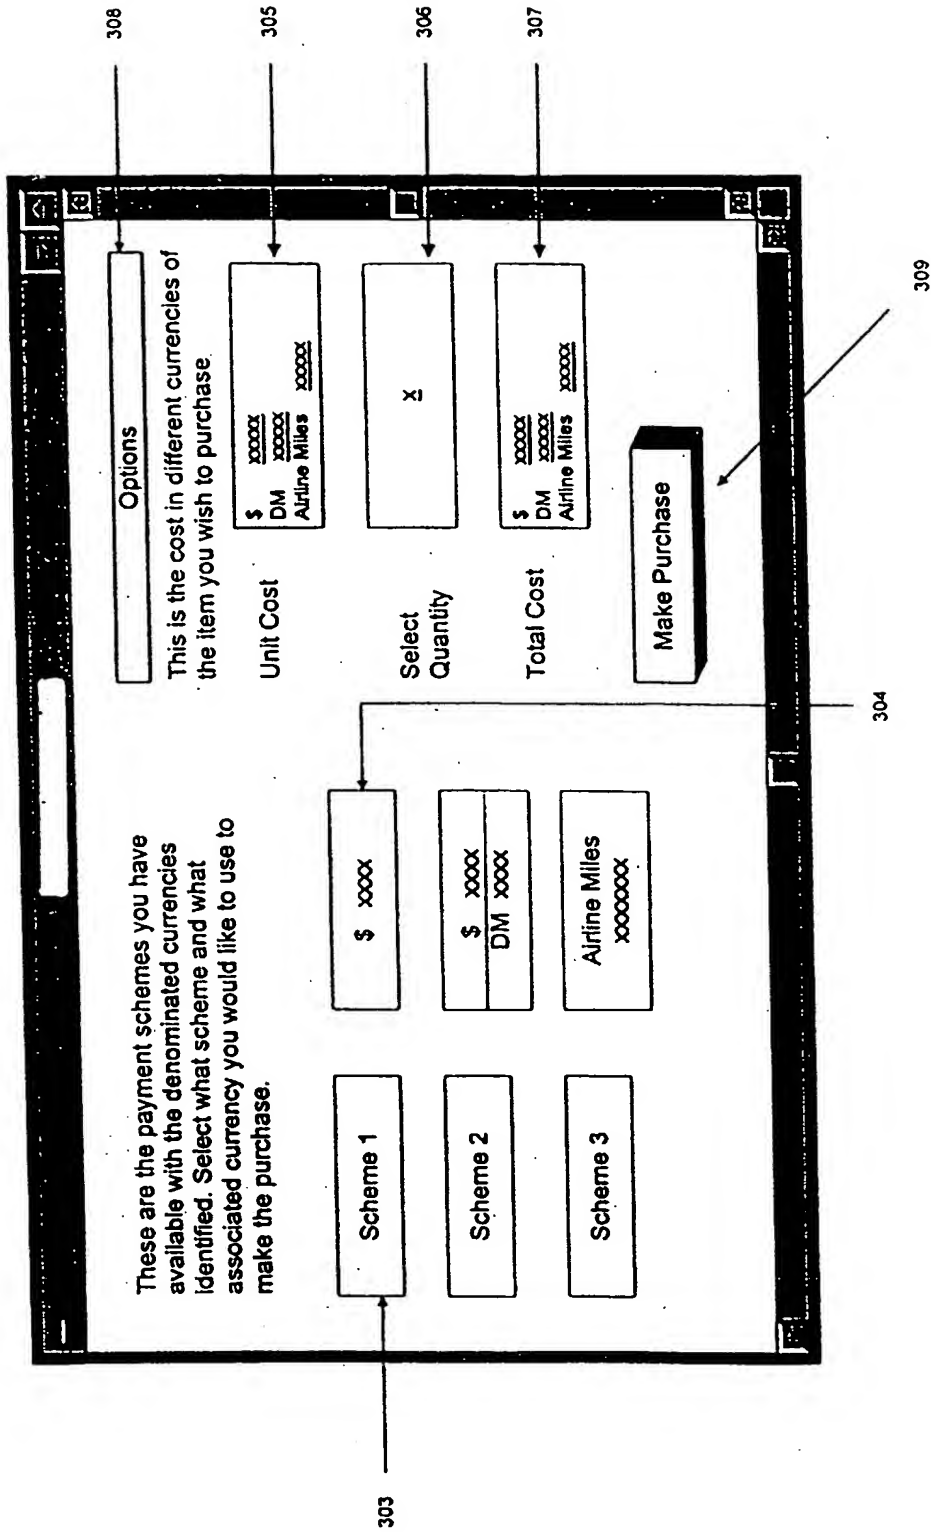 308
305
306
307
Options
This is the cost in different currencies of
the item you wish to purchase
Unit Cost
$ xxxxx
DM xxxxx
Airline Miles xxxxx
Select
Quantity
x
Total Cost
$ xxxxx
DM xxxxx
Airline Miles xxxxx
Make Purchase
309
These are the payment schemes you have
available with the denominated currencies
identified. Select what scheme and what
associated currency you would like to use to
make the purchase.
304
Scheme 1
$ xxxx
Scheme 2
$ xxxx
DM xxxx
Scheme 3
Airline Miles
xxxxxxx
303